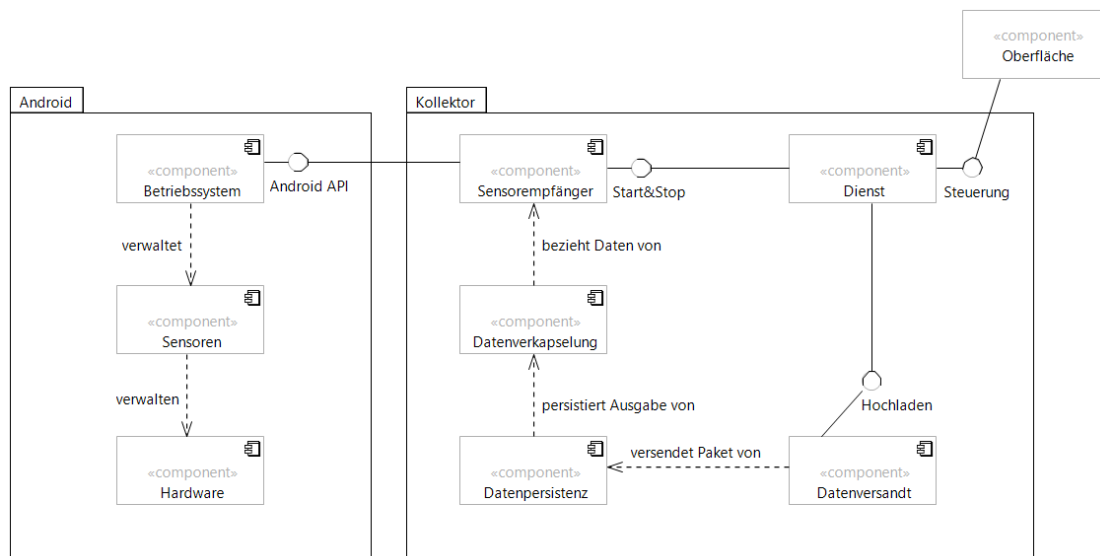 «component»
Oberfläche
Android
Kollektor
«component»
Betriebssystem
Android API
«component»
Sensorempfänger
Start&Stop
«component»
Dienst
Steuerung
verwaltet
bezieht Daten von
«component»
Sensoren
«component»
Datenverkapselung
verwalten
persistiert Ausgabe von
Hochladen
«component»
Hardware
«component»
Datenpersistenz
versendet Paket von
«component»
Datenversandt